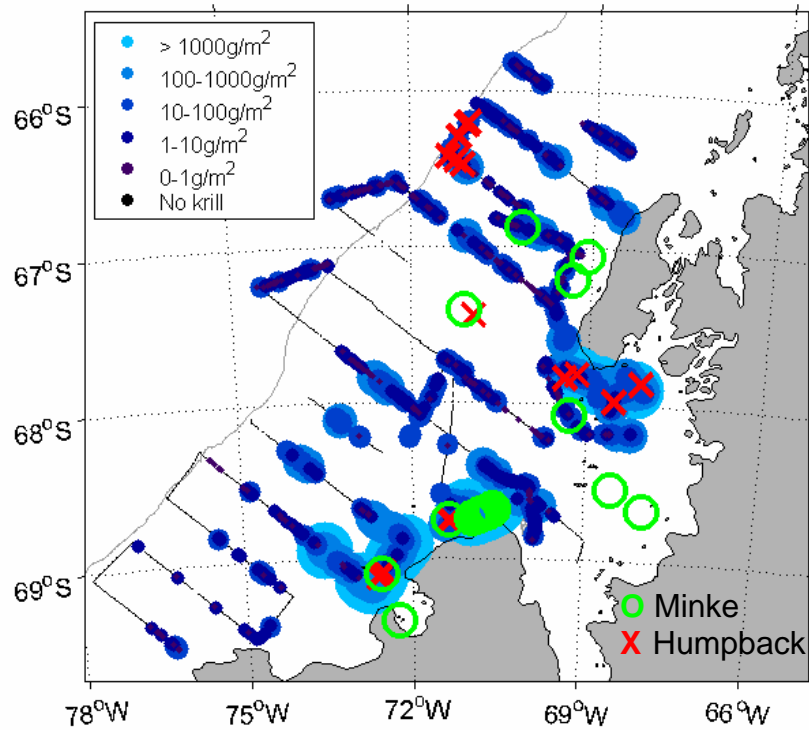 > 1000g/m²
100-1000g/m²
10-100g/m²
1-10g/m²
0-1g/m²
No krill
66°S
67°S
68°S
69°S
O Minke
X Humpback
78°W
75°W
72°W
69°W
66°W